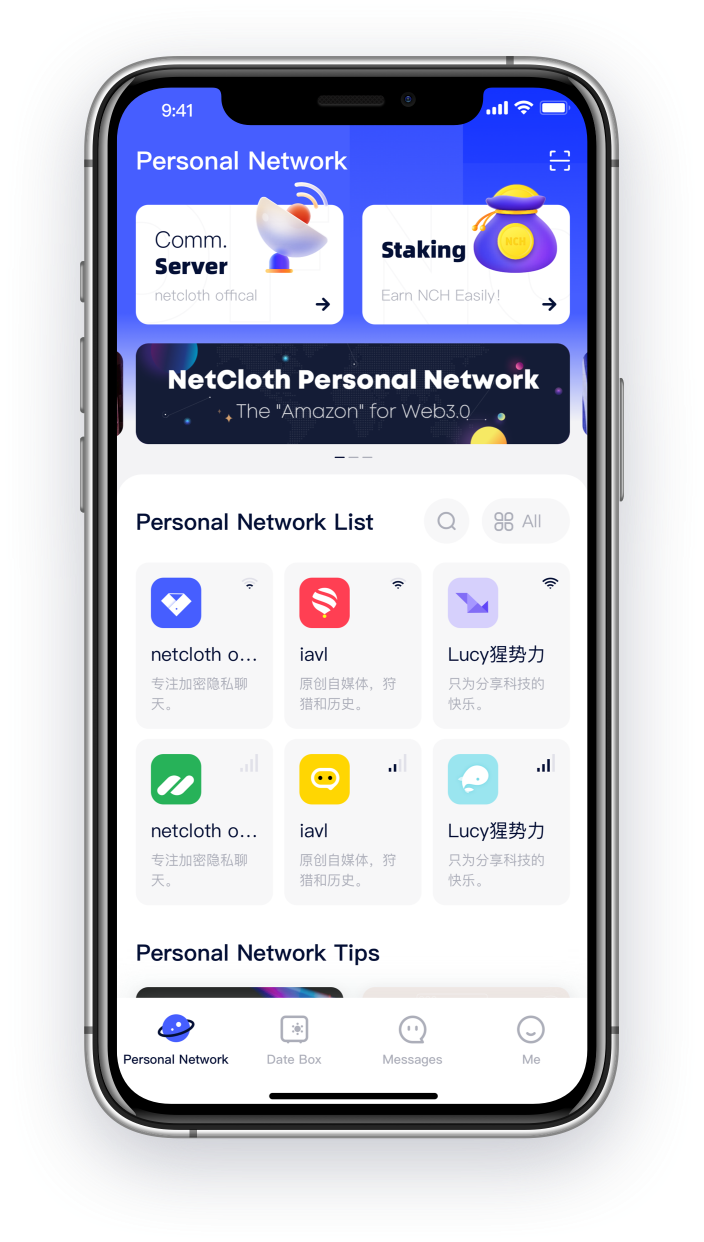 9:41
Personal Network
Comm.
Server
netcloth offical
Staking
Earn NCH Easily!
NCH
NetCloth Personal Network
The "Amazon" for Web3.0
Personal Network List
All
netcloth o...
专注加密隐私聊
天。
iavl
原创自媒体，狩
猎和历史。
Lucy猩势力
只为分享科技的
快乐。
netcloth o...
专注加密隐私聊
天。
iavl
原创自媒体，狩
猎和历史。
Lucy猩势力
只为分享科技的
快乐。
Personal Network Tips
Personal Network
Date Box
Messages
Me